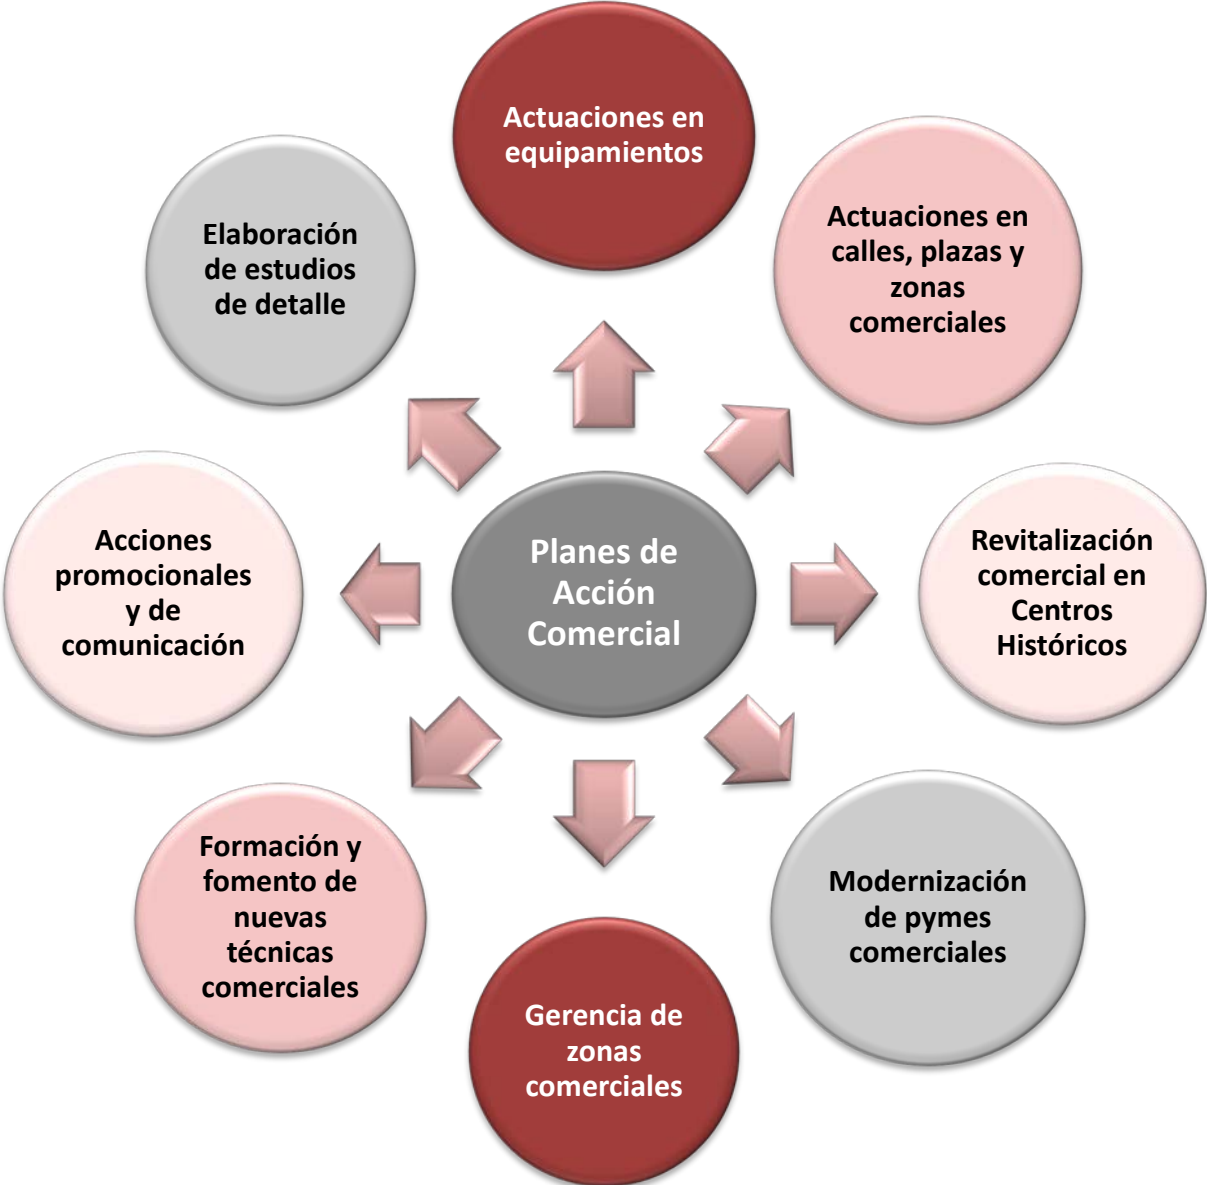 Actuaciones en
equipamientos
Actuaciones en
calles, plazas y
zonas
comerciales
Revitalización
comercial en
Centros
Históricos
Modernización
de pymes
comerciales
Gerencia de
zonas
comerciales
Formación y
fomento de
nuevas
técnicas
comerciales
Acciones
promocionales
y de
comunicación
Elaboración
de estudios
de detalle
Planes de
Acción
Comercial